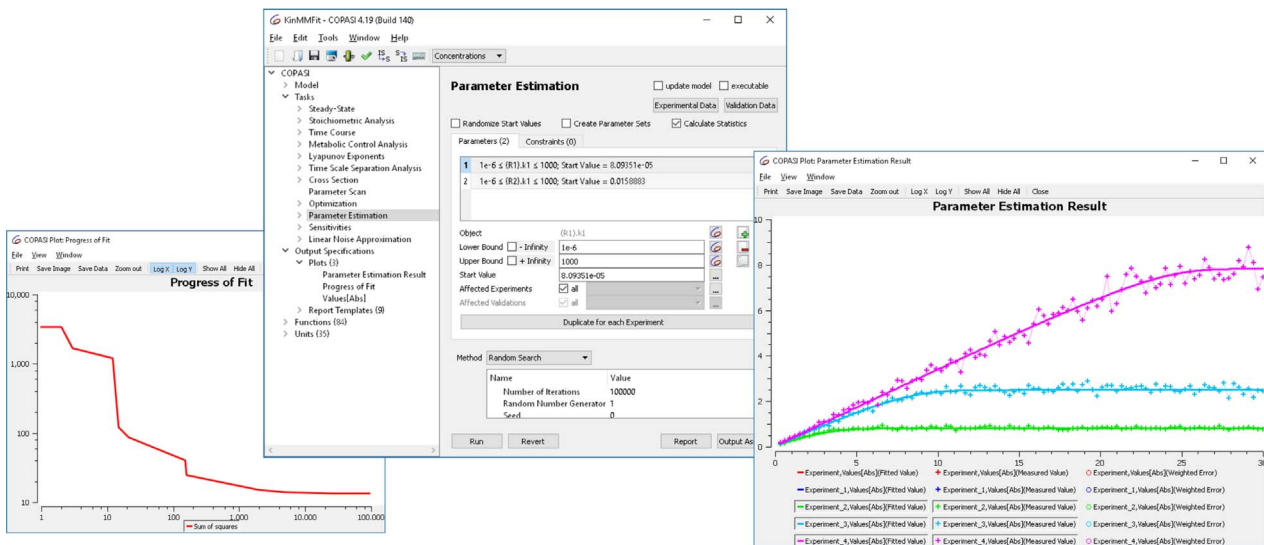 KinMMFit - COPASI 4.19 (Build 140)
File Edit Tools Window Help
Concentrations
COPASI
Model
Tasks
Steady-State
Stoichiometric Analysis
Time Course
Metabolic Control Analysis
Lyapunov Exponents
Time Scale Separation Analysis
Cross Section
Parameter Scan
Optimization
Parameter Estimation
Sensitivities
Linear Noise Approximation
Output Specifications
Plots (3)
Parameter Estimation Result
Progress of Fit
Values[Abs]
Report Templates (9)
Functions (84)
Units (35)
Parameter Estimation
update model executable
Experimental Data Validation Data
Randomize Start Values Create Parameter Sets Calculate Statistics
Parameters (2) Constraints (0)
1 1e-6 ≤ (R1).k1 ≤ 1000; Start Value = 8.09351e-05
2 1e-6 ≤ (R2).k1 ≤ 1000; Start Value = 0.0158883
Object (R1).k1
Lower Bound - Infinity 1e-6
Upper Bound + Infinity 1000
Start Value 8.09351e-05
Affected Experiments all
Affected Validations all
Duplicate for each Experiment
Method Random Search
Name Value
Number of Iterations 100000
Random Number Generator 1
Seed 0
Run Revert Report Output As
COPASI Plot: Progress of Fit
File View Window
Print Save Image Save Data Zoom out Log X Log Y Show All Hide All
Progress of Fit
10,000
1,000
100
10
1 10 100 1,000 10.000 100.000
Sum of squares
COPASI Plot: Parameter Estimation Result
File View Window
Print Save Image Save Data Zoom out Log X Log Y Show All Hide All Close
Parameter Estimation Result
10
8
6
4
2
0
0 5 10 15 20 25 30
Experiment,Values[Abs](Fitted Value) Experiment,Values[Abs](Measured Value) Experiment,Values[Abs](Weighted Error)
Experiment_1,Values[Abs](Fitted Value) Experiment_1,Values[Abs](Measured Value) Experiment_1,Values[Abs](Weighted Error)
Experiment_2,Values[Abs](Fitted Value) Experiment_2,Values[Abs](Measured Value) Experiment_2,Values[Abs](Weighted Error)
Experiment_3,Values[Abs](Fitted Value) Experiment_3,Values[Abs](Measured Value) Experiment_3,Values[Abs](Weighted Error)
Experiment_4,Values[Abs](Fitted Value) Experiment_4,Values[Abs](Measured Value) Experiment_4,Values[Abs](Weighted Error)